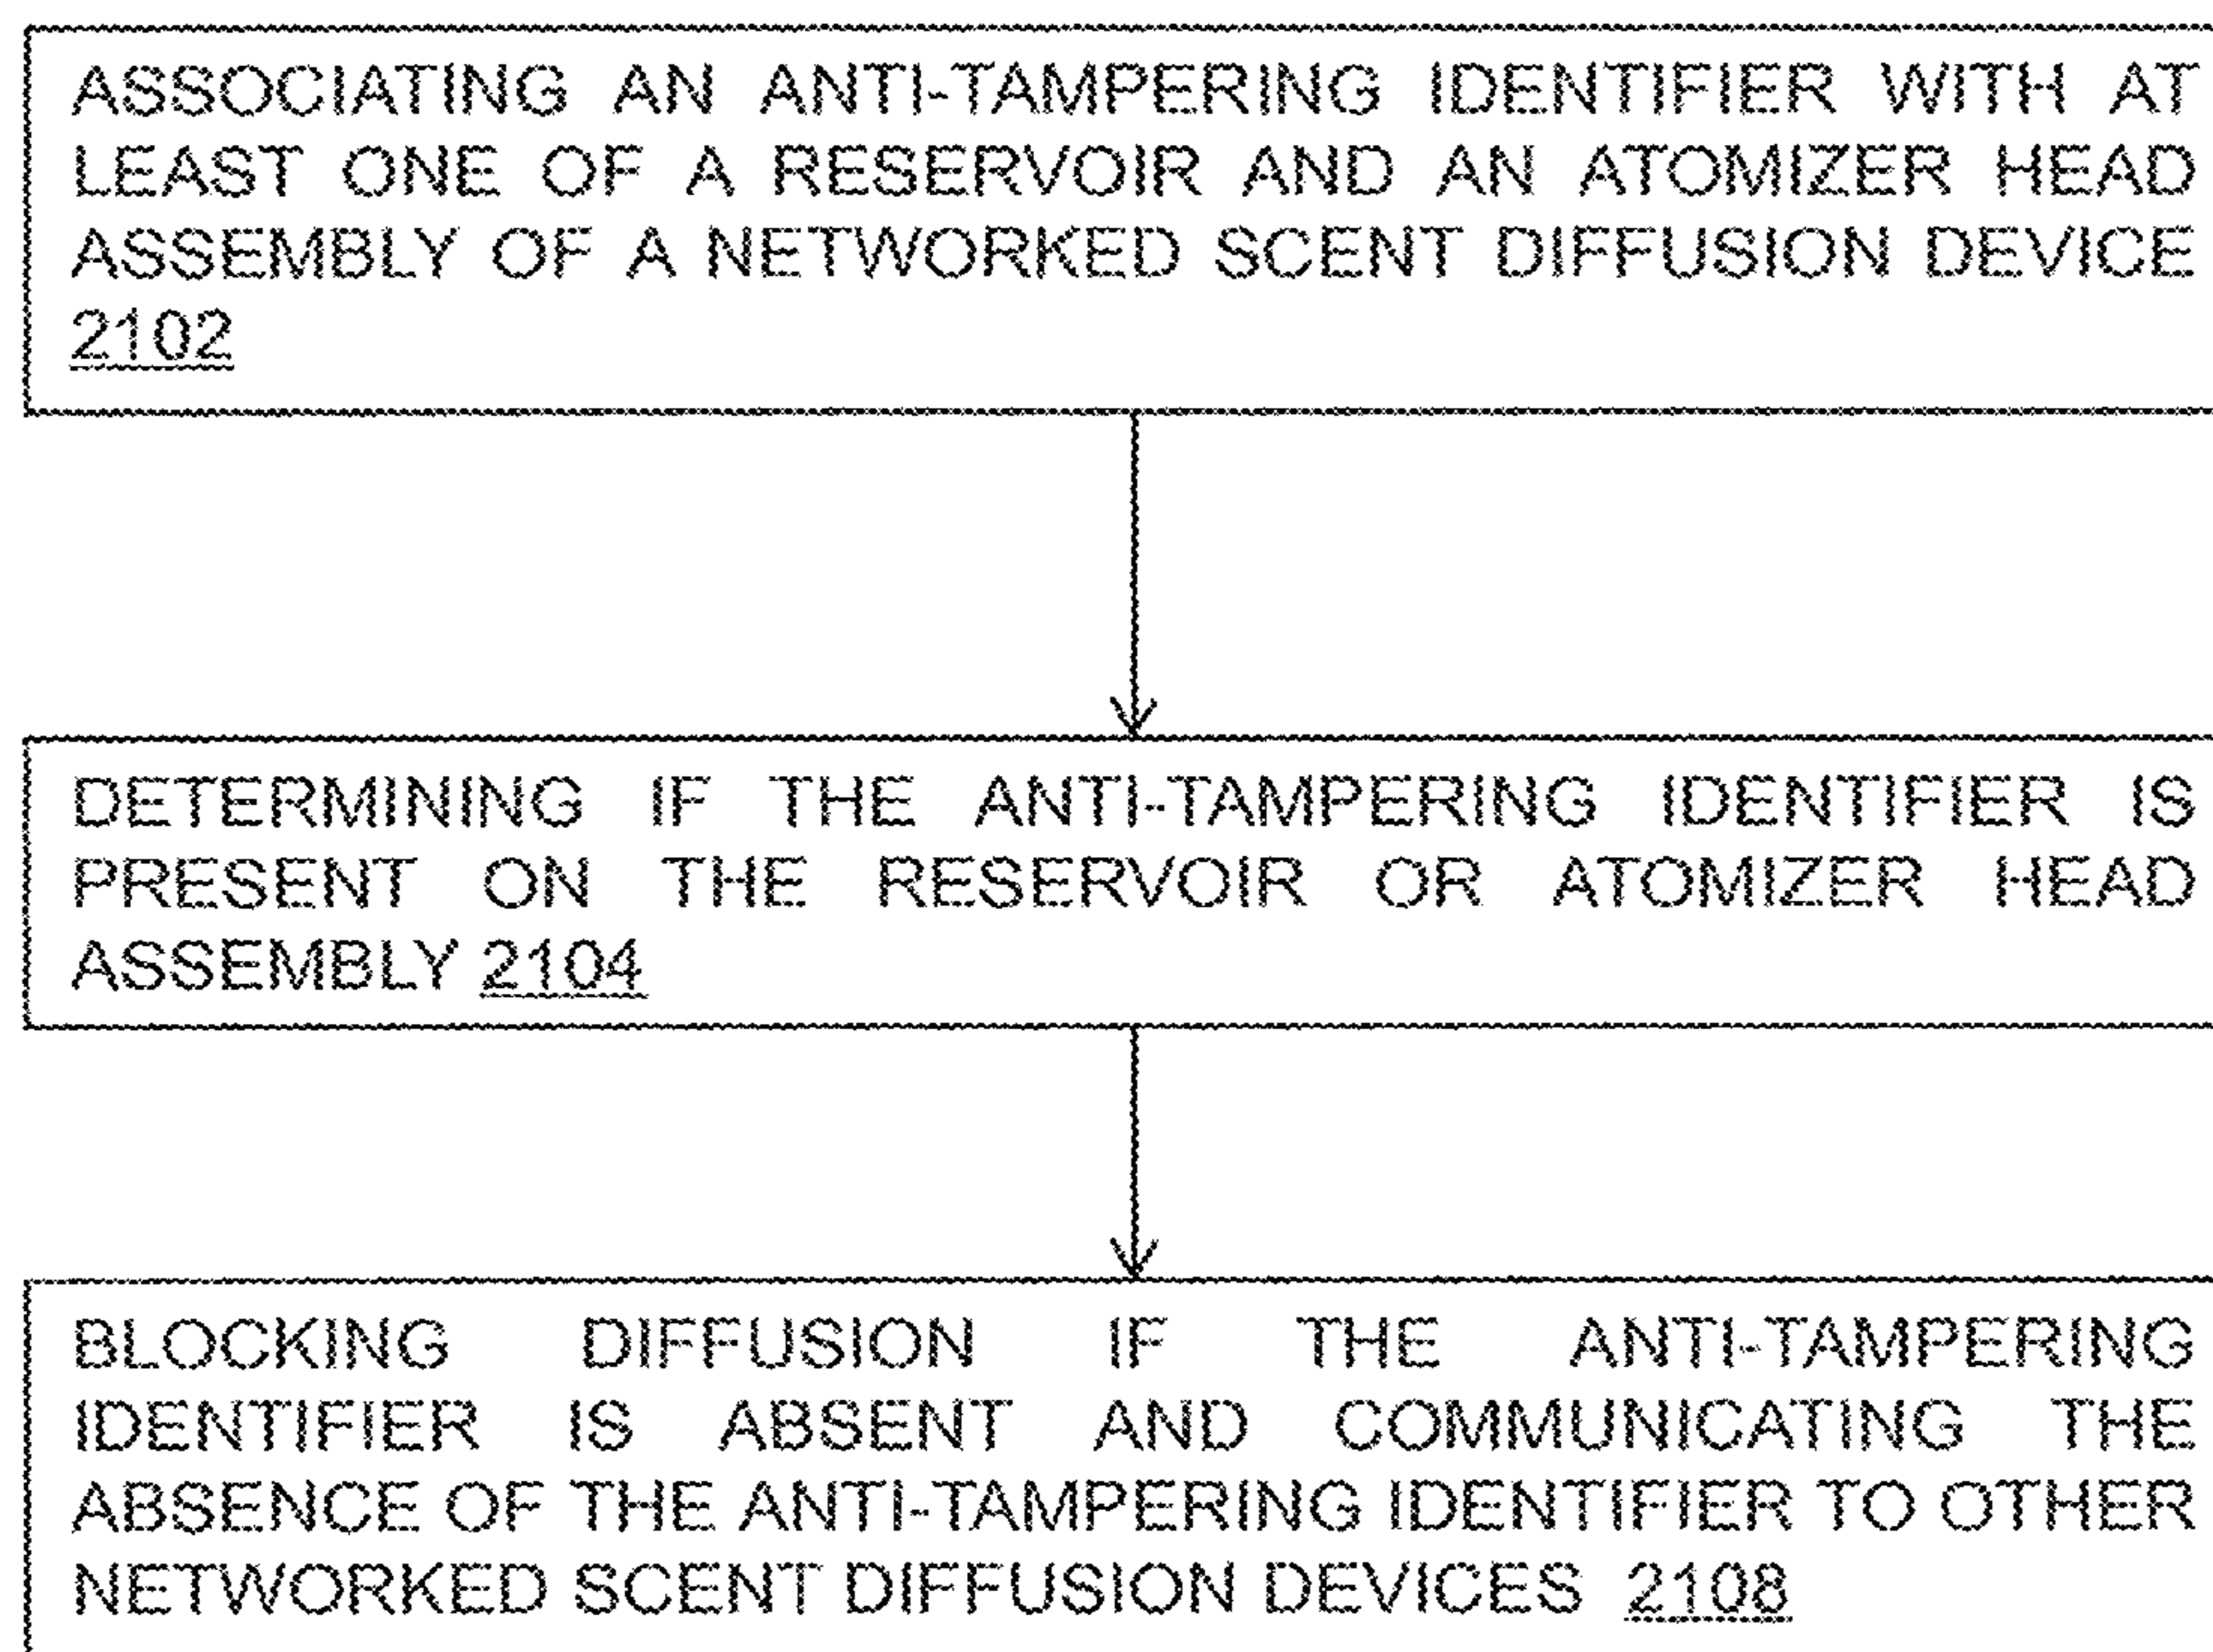 ASSOCIATING AN ANTI-TAMPERING IDENTIFIER WITH AT
LEAST ONE OF A RESERVOIR AND AN ATOMIZER HEAD
ASSEMBLY OF A NETWORKED SCENT DIFFUSION DEVICE
2102
DETERMINING IF THE ANTI-TAMPERING IDENTIFIER IS
PRESENT ON THE RESERVOIR OR ATOMIZER HEAD
ASSEMBLY 2104
BLOCKING DIFFUSION IF THE ANTI-TAMPERING
IDENTIFIER IS ABSENT AND COMMUNICATING THE
ABSENCE OF THE ANTI-TAMPERING IDENTIFIER TO OTHER
NETWORKED SCENT DIFFUSION DEVICES 2108